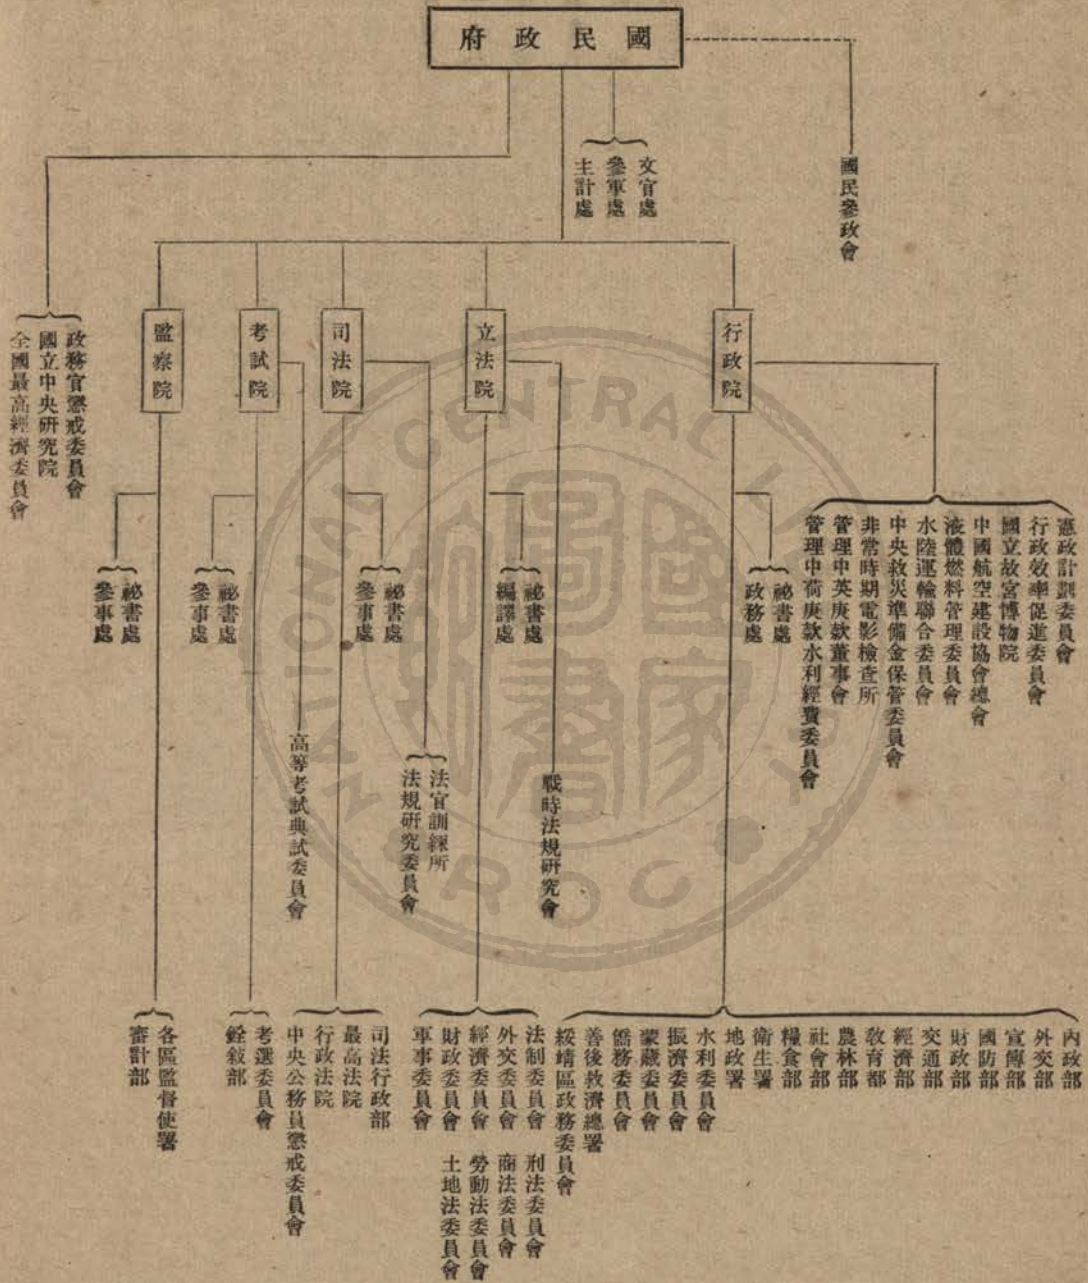 國民政府
國民參政會
文官處
參軍處
主計處
行政院
立法院
司法院
考試院
監察院
政務官懲戒委員會
國立中央研究院
全國最高經濟委員會
憲政計劃委員會
行政效率促進委員會
國立故宮博物院
中國航空建設協會總會
液體燃料管理委員會
水陸運輸聯合委員會
中央救災準備金保管委員會
非常時期電影檢查所
管理中英庚款董事會
管理中荷庚款水利經費委員會
祕書處
政務處
戰時法規研究會
祕書處
編譯處
法官訓練所
法規研究委員會
祕書處
參事處
高等考試典試委員會
祕書處
參事處
祕書處
參事處
內政部
外交部
宣傳部
國防部
財政部
交通部
經濟部
教育部
農林部
社會部
糧食部
衛生署
地政署
水利委員會
振濟委員會
蒙藏委員會
僑務委員會
善後救濟總署
綏靖區政務委員會
法制委員會 刑法委員會
外交委員會 商法委員會
經濟委員會 勞動法委員會
財政委員會 土地法委員會
軍事委員會
司法行政部
最高法院
行政法院
中央公務員懲戒委員會
考選委員會
銓敍部
各區監督使署
審計部
NATIONAL CENTRAL LIBRARY
R.O.C.
國家圖書館